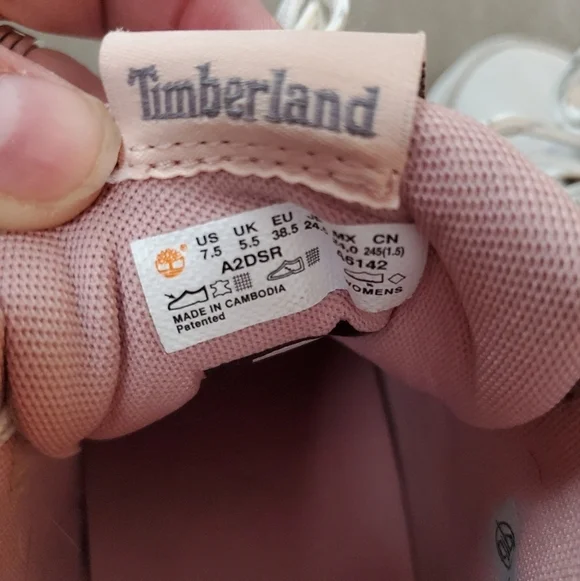 Timberland
US UK EU MX CN
7.5 5.5 38.5 245(1.5)
A2DSR
WOMENS
MADE IN CAMBODIA
Patented